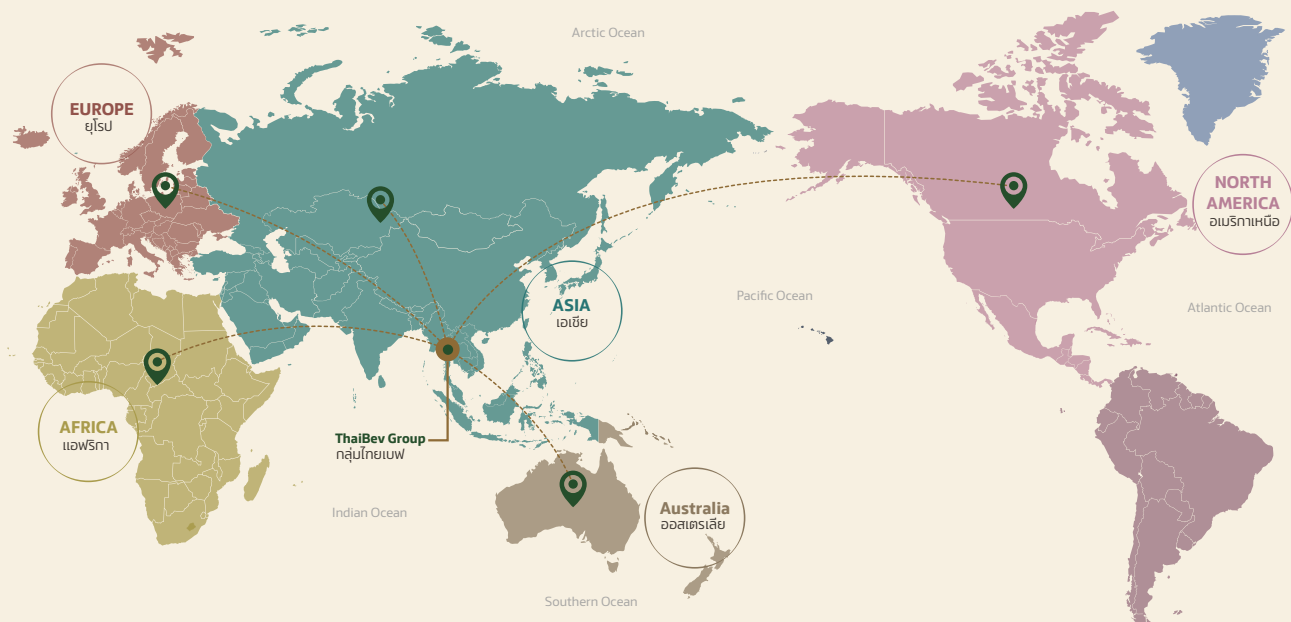 Arctic Ocean
EUROPE
ยุโรป
NORTH
AMERICA
อเมริกาเหนือ
ASIA
เอเชีย
Pacific Ocean
Atlantic Ocean
AFRICA
แอฟริกา
ThaiBev Group
กลุ่มไทยเบฟ
Indian Ocean
Australia
ออสเตรเลีย
Southern Ocean